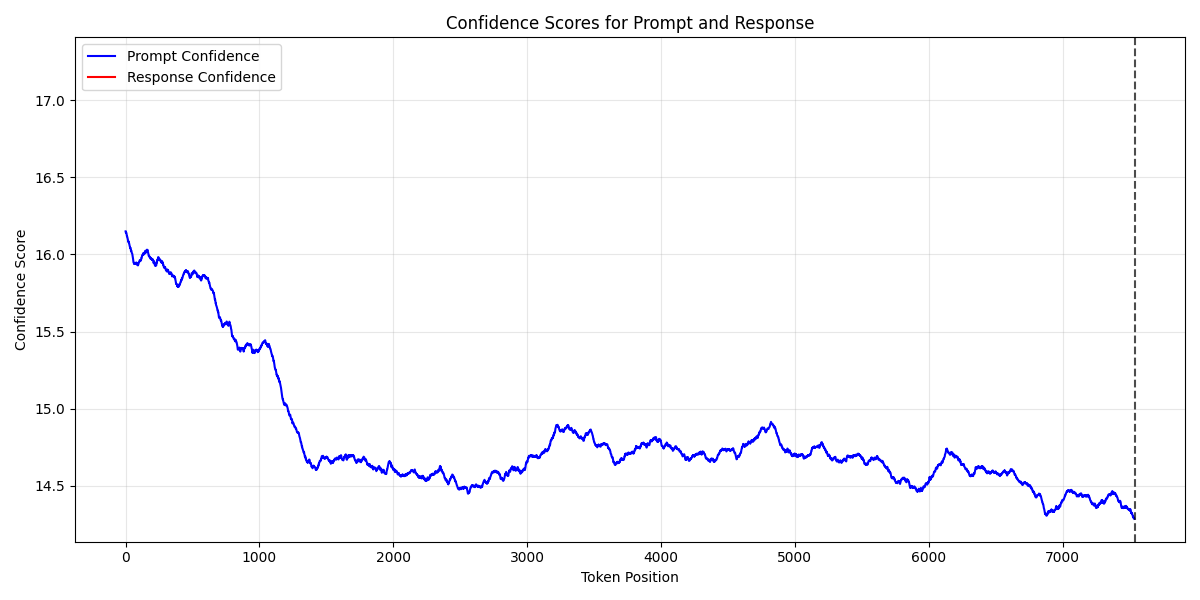 Confidence Scores for Prompt and Response
Prompt Confidence
Response Confidence
Confidence Score
17.0
16.5
16.0
15.5
15.0
14.5
0 1000 2000 3000 4000 5000 6000 7000
Token Position